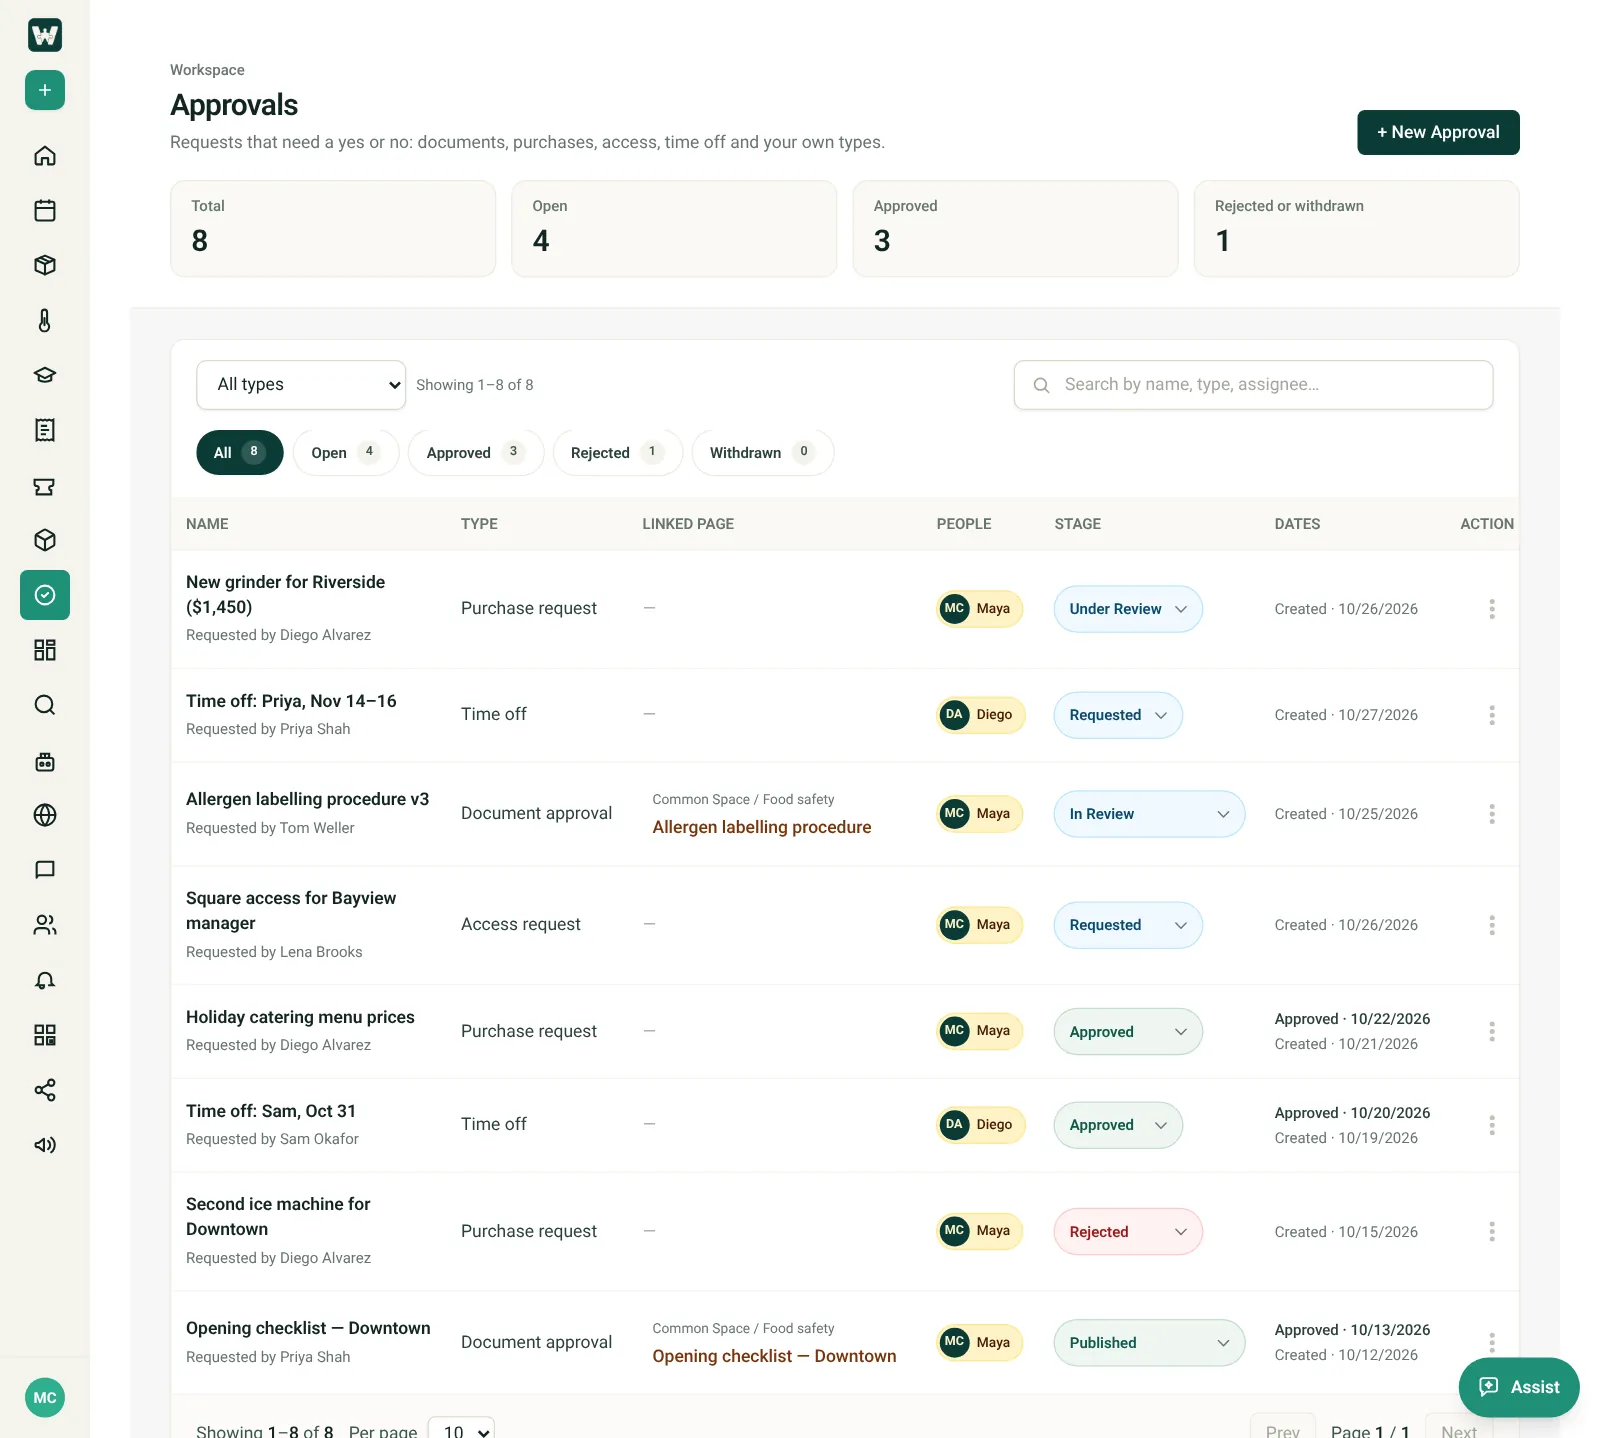 W
+
Workspace
Approvals
Requests that need a yes or no: documents, purchases, access, time off and your own types.
+ New Approval
Total
8
Open
4
Approved
3
Rejected or withdrawn
1
All types
Showing 1–8 of 8
Search by name, type, assignee...
All 8
Open 4
Approved 3
Rejected 1
Withdrawn 0
NAME TYPE LINKED PAGE PEOPLE STAGE DATES ACTION
New grinder for Riverside
($1,450)
Requested by Diego Alvarez
Purchase request
—
MC Maya
Under Review
Created · 10/26/2026
Time off: Priya, Nov 14–16
Requested by Priya Shah
Time off
—
DA Diego
Requested
Created · 10/27/2026
Allergen labelling procedure v3
Requested by Tom Weller
Document approval
Common Space / Food safety
Allergen labelling procedure
MC Maya
In Review
Created · 10/25/2026
Square access for Bayview
manager
Requested by Lena Brooks
Access request
—
MC Maya
Requested
Created · 10/26/2026
Holiday catering menu prices
Requested by Diego Alvarez
Purchase request
—
MC Maya
Approved
Approved · 10/22/2026
Created · 10/21/2026
Time off: Sam, Oct 31
Requested by Sam Okafor
Time off
—
DA Diego
Approved
Approved · 10/20/2026
Created · 10/19/2026
Second ice machine for
Downtown
Requested by Diego Alvarez
Purchase request
—
MC Maya
Rejected
Created · 10/15/2026
Opening checklist — Downtown
Requested by Priya Shah
Document approval
Common Space / Food safety
Opening checklist — Downtown
MC Maya
Published
Approved · 10/13/2026
Created · 10/12/2026
Assist
MC
Showing 1–8 of 8 Per page 10
Prev Page 1 / 1 Next